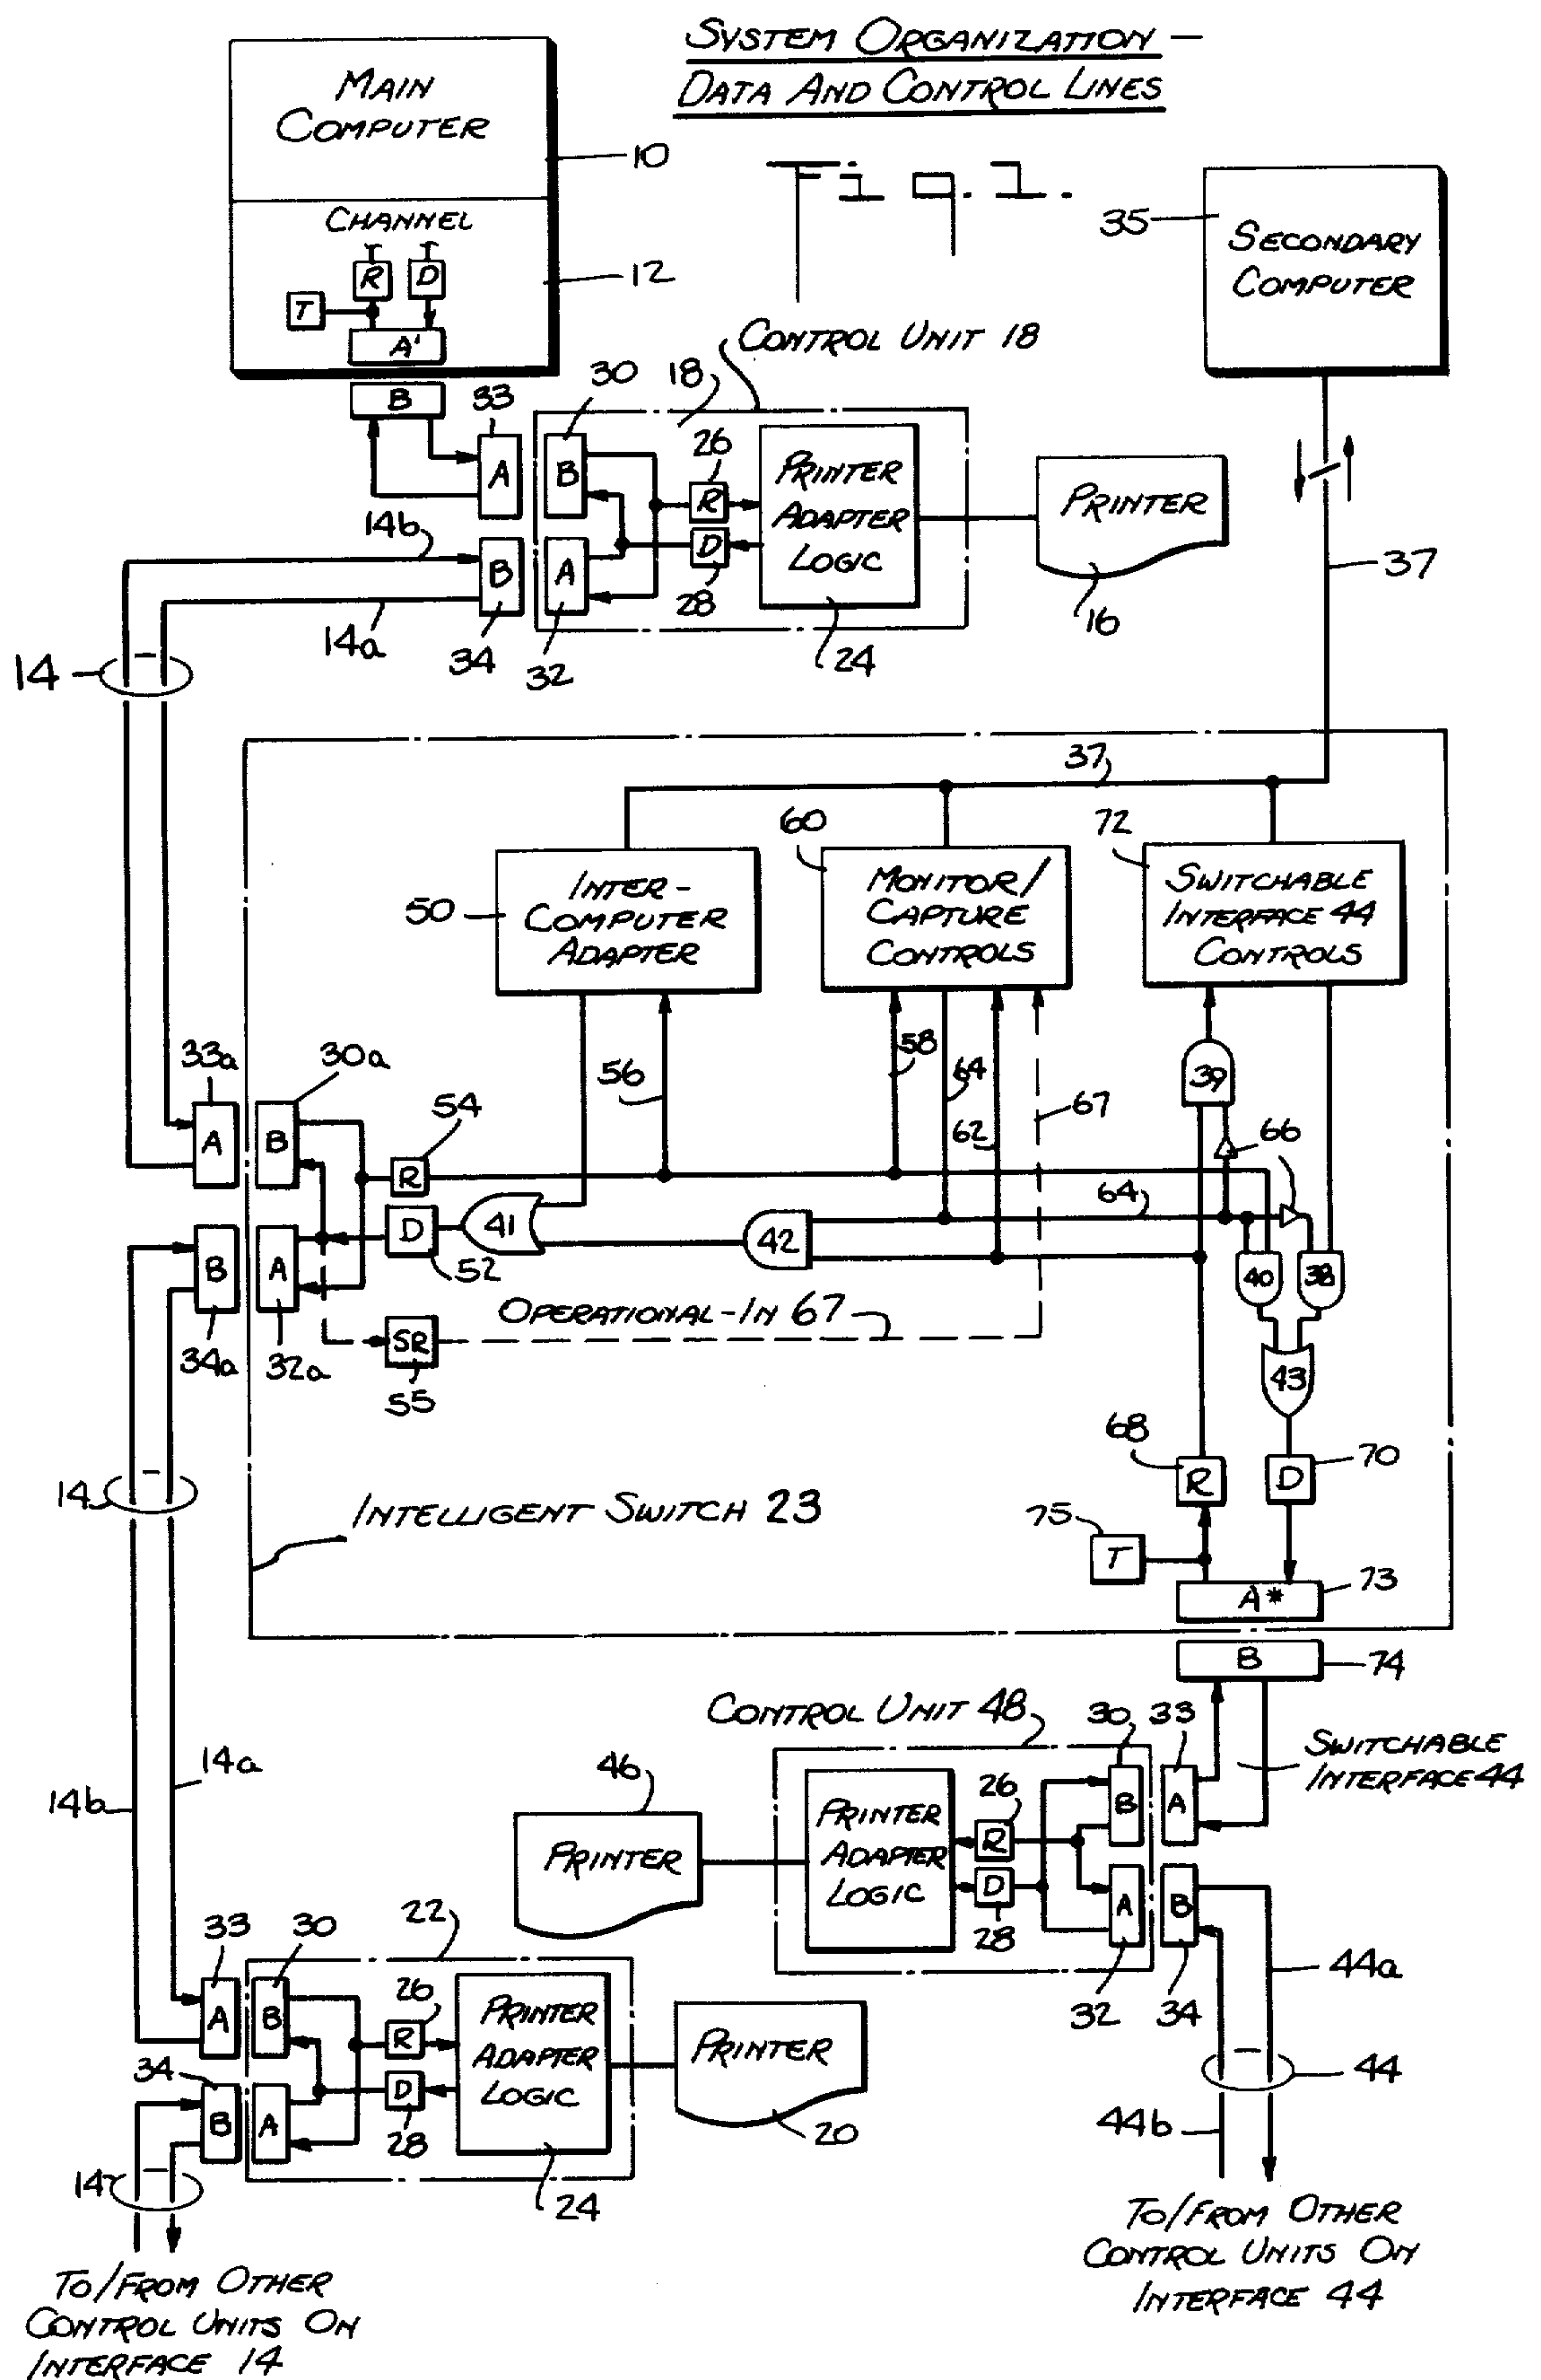 SYSTEM ORGANIZATION —
DATA AND CONTROL LINES
Fig. 1.
MAIN
COMPUTER
10
CHANNEL
R
D
12
T
A'
B
35
SECONDARY
COMPUTER
CONTROL UNIT 18
33
30
18
A
B
26
R
PRINTER
ADAPTER
LOGIC
PRINTER
14b
B
A
D
28
14a
34
32
24
16
37
14
37
50
INTER-
COMPUTER
ADAPTER
60
MONITOR/
CAPTURE
CONTROLS
72
SWITCHABLE
INTERFACE 44
CONTROLS
33a
30a
56
58
64
62
67
39
66
A
B
54
R
64
D
52
41
42
40
38
B
A
34a
32a
OPERATIONAL-IN 67
SR
55
43
14
INTELLIGENT SWITCH 23
68
R
D
70
75
T
A*
73
B
74
CONTROL UNIT 48
30
33
SWITCHABLE
INTERFACE 44
14a
14b
46
PRINTER
PRINTER
ADAPTER
LOGIC
26
R
D
28
B
A
A
B
32
34
44a
44
44b
33
30
22
A
B
26
R
PRINTER
ADAPTER
LOGIC
PRINTER
34
B
A
D
28
24
20
14
TO/FROM OTHER
CONTROL UNITS ON
INTERFACE 44
TO/FROM OTHER
CONTROL UNITS ON
INTERFACE 14